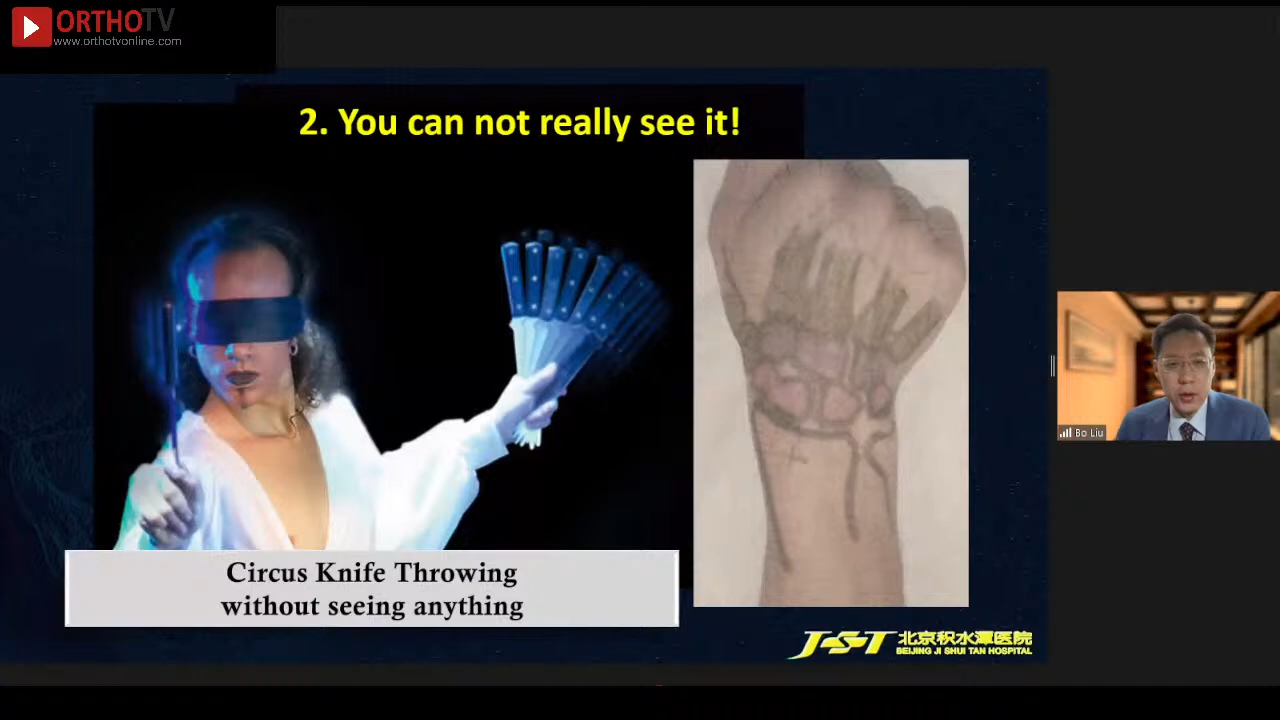 ORTHOTV
www.orthotvonline.com
2. You can not really see it!
Circus Knife Throwing
without seeing anything
Bo Liu
JST 北京积水潭医院
BEIJING JI SHUI TAN HOSPITAL